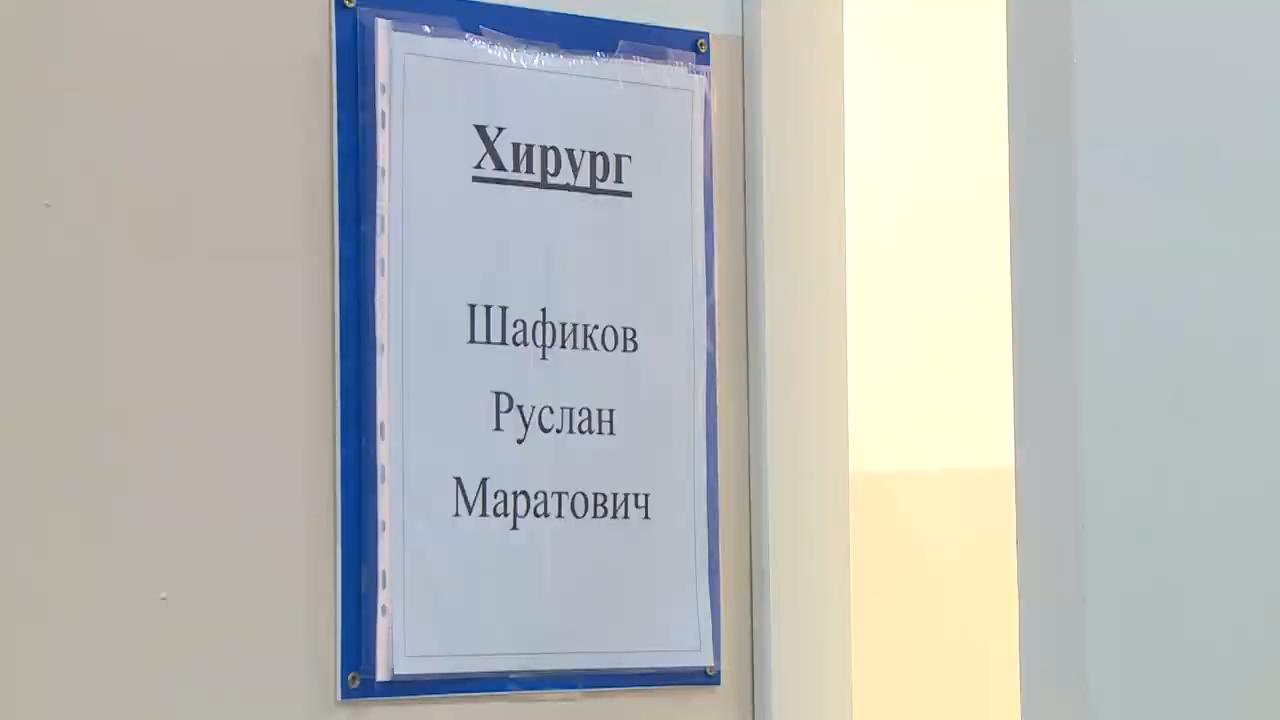 Хирург
Шафиков
Руслан
Маратович